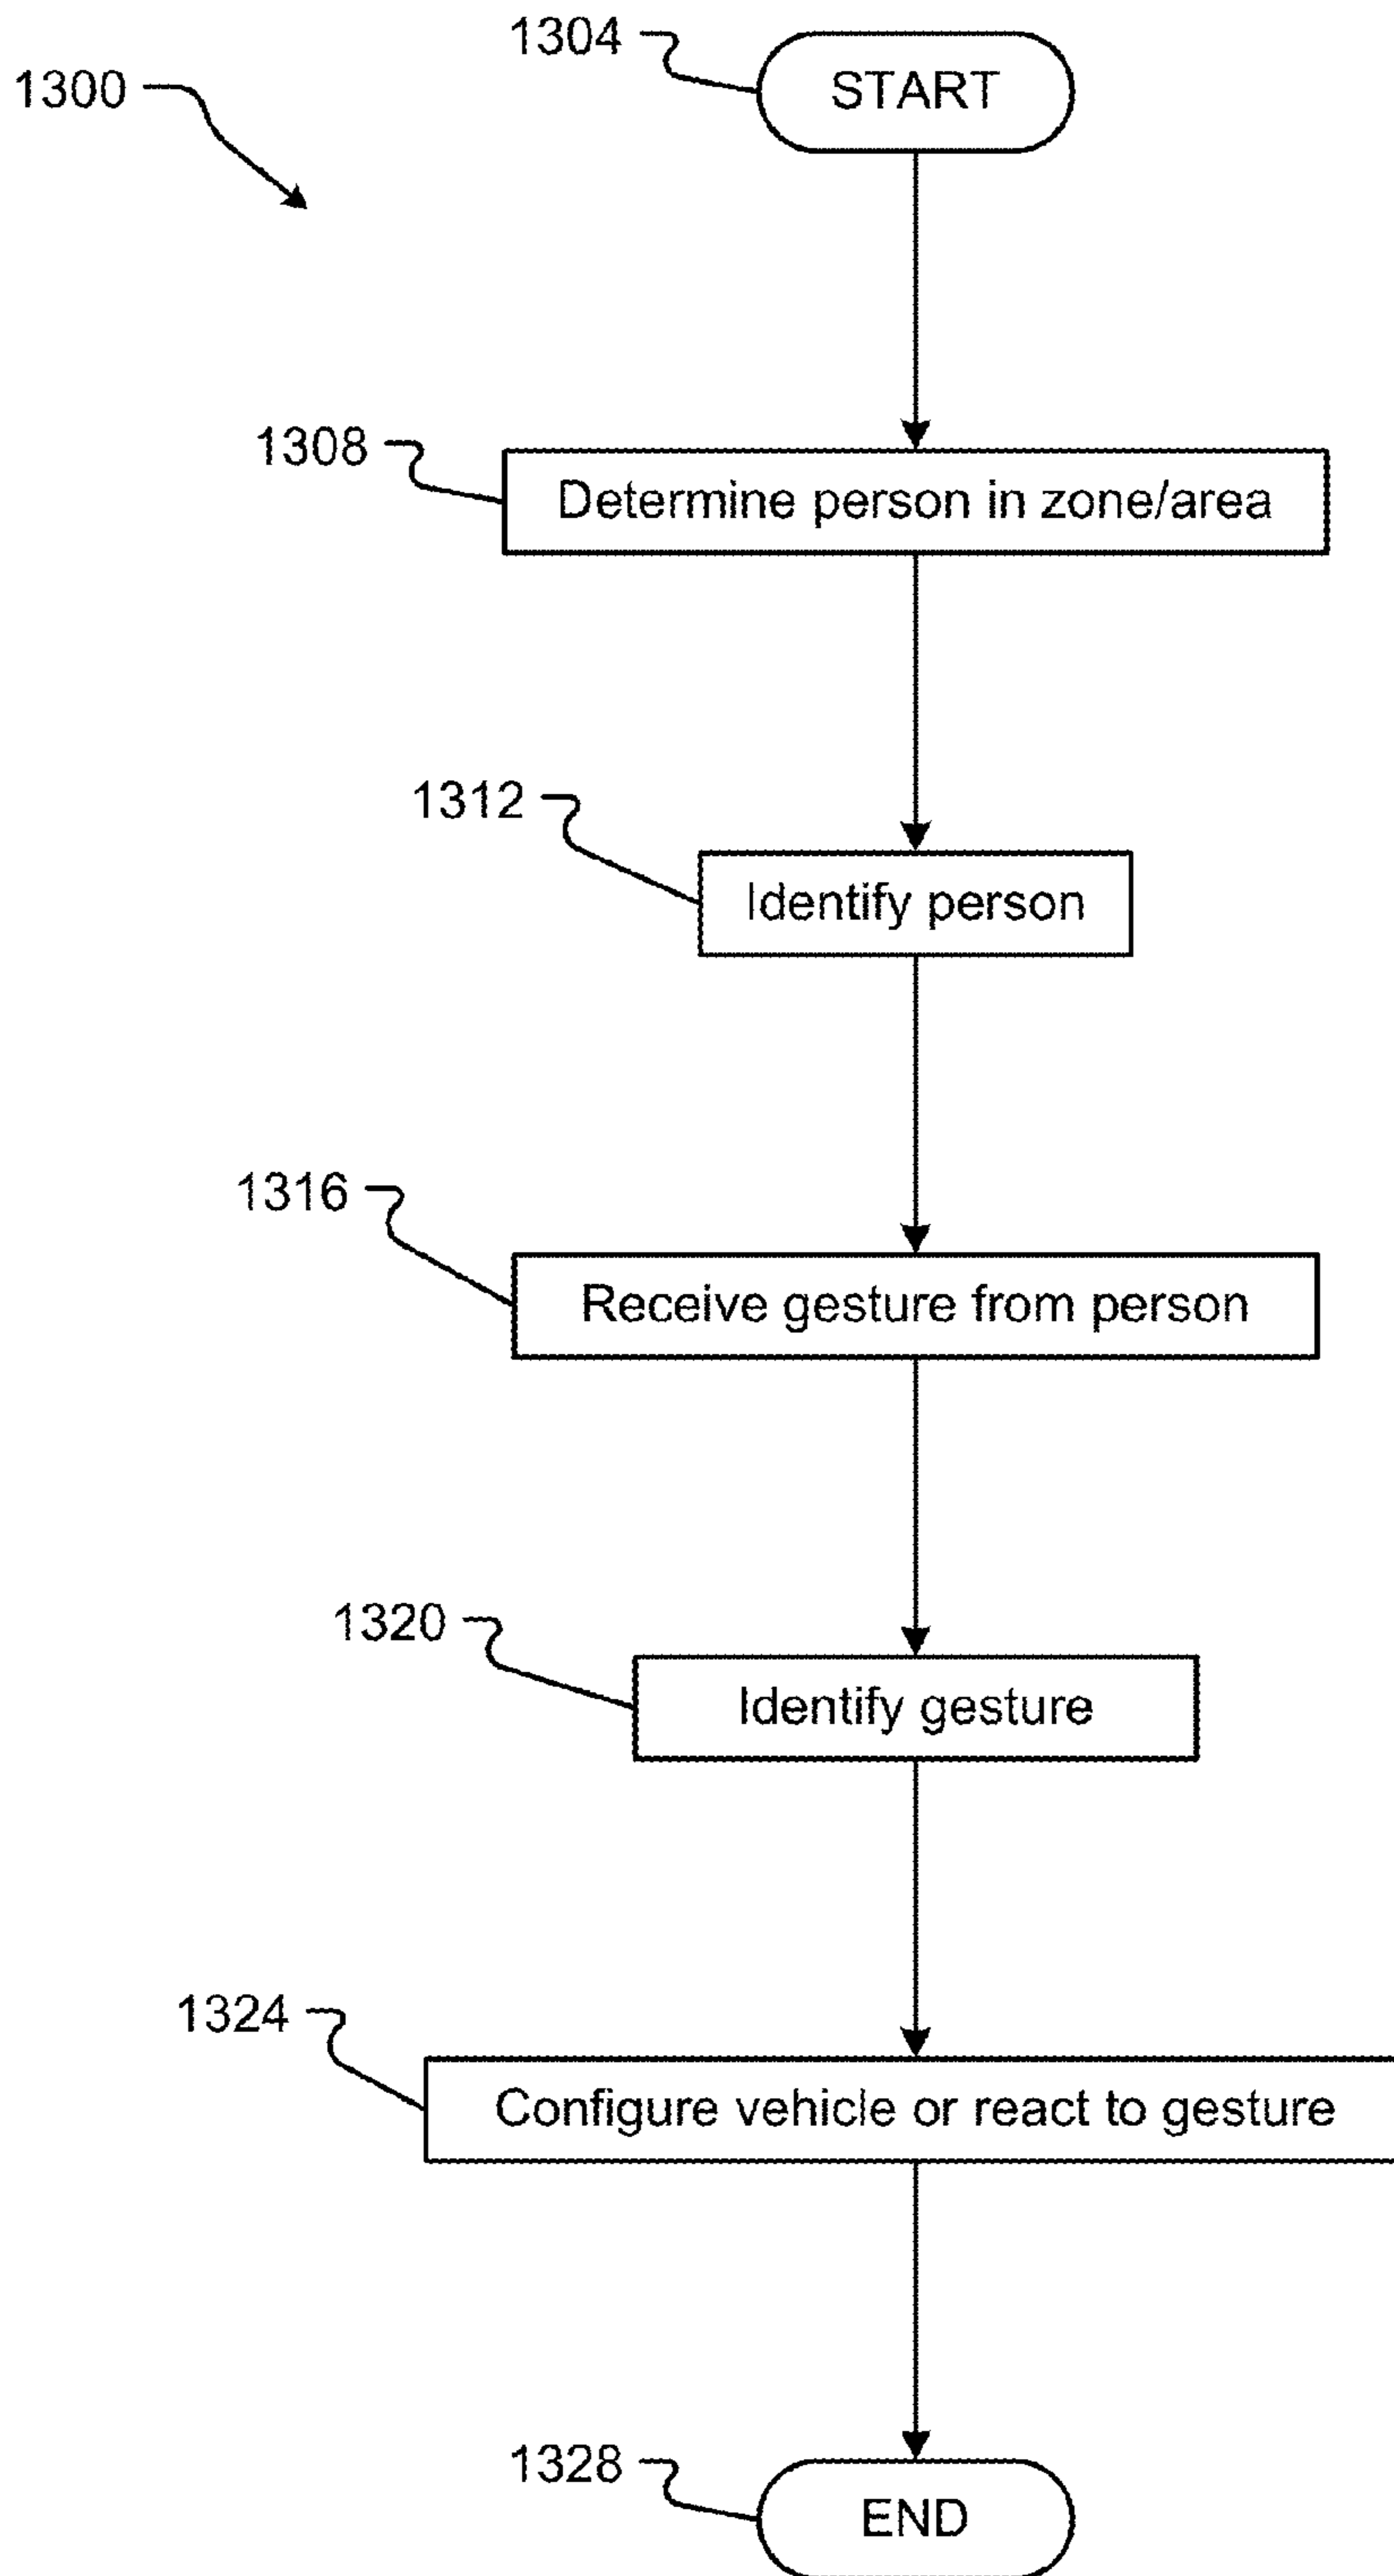 1304
START
1300
1308
Determine person in zone/area
1312
Identify person
1316
Receive gesture from person
1320
Identify gesture
1324
Configure vehicle or react to gesture
1328
END